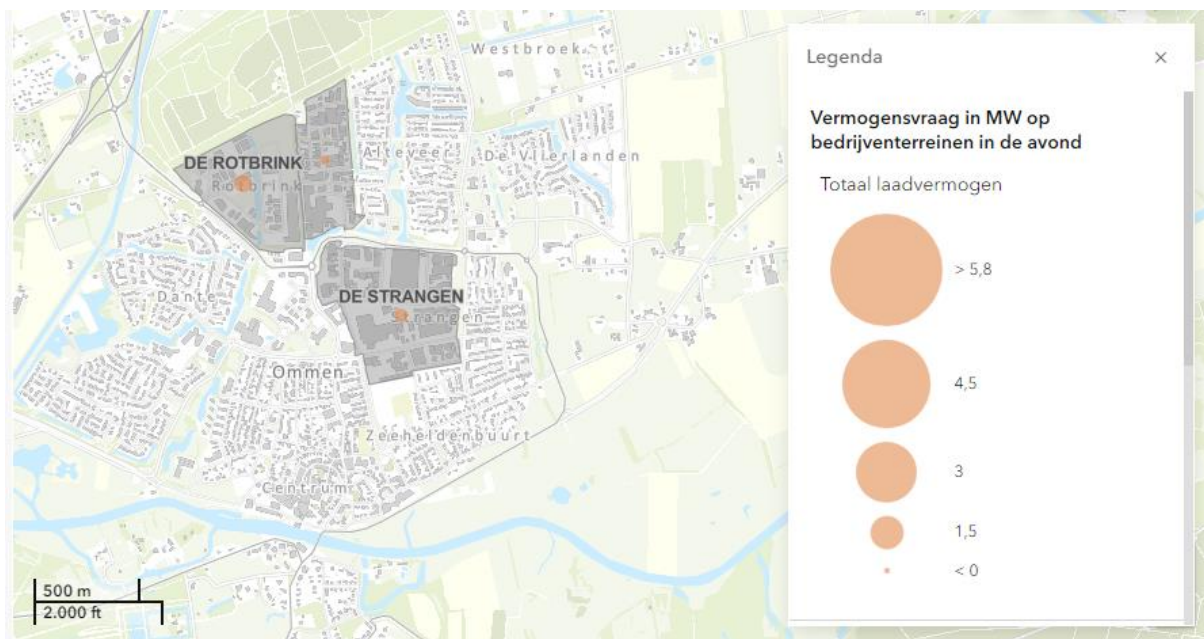 Westbroek
DE ROTBRINK
Rotbrink
Alteveer
De Vlierlanden
Dante
DE STRANGEN
Strangen
Ommen
Zeeheldenbuurt
Centrum
500 m
2.000 ft
Legenda
Vermogensvraag in MW op
bedrijventerreinen in de avond
Totaal laadvermogen
> 5,8
4,5
3
1,5
< 0